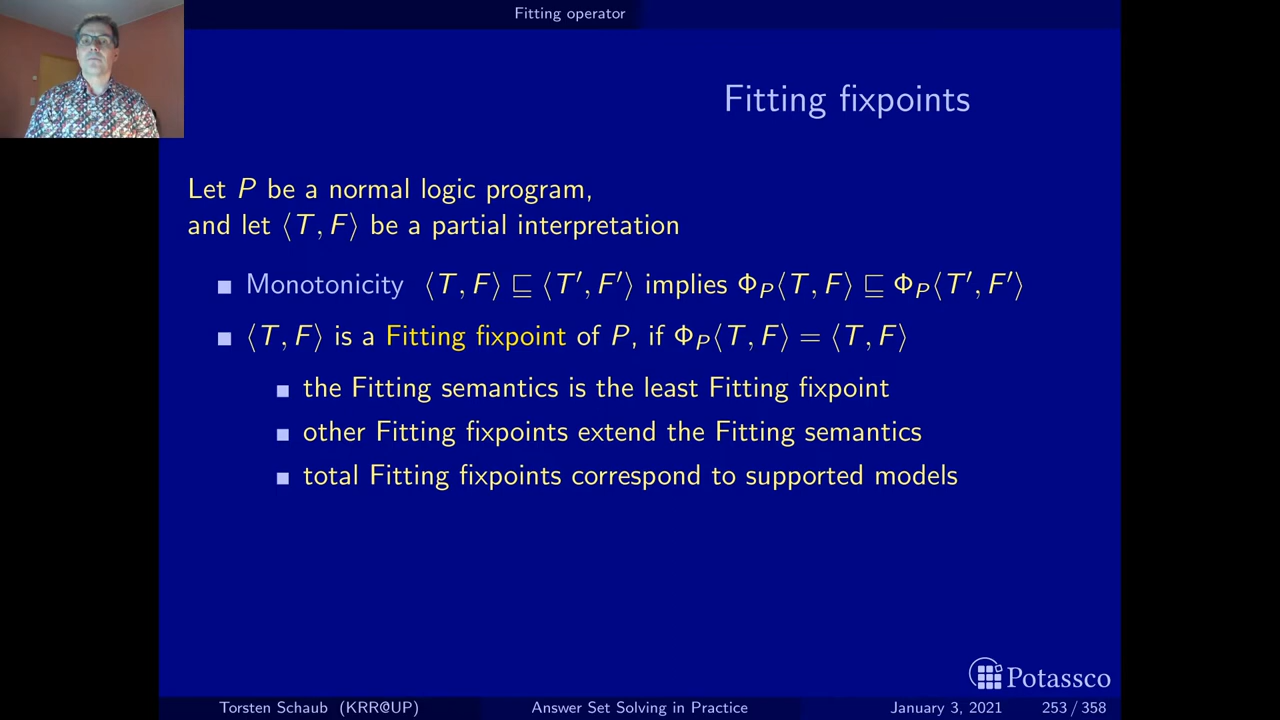 Fitting operator
Fitting fixpoints
Let P be a normal logic program,
and let ⟨T, F⟩ be a partial interpretation
Monotonicity ⟨T, F⟩ ⊑ ⟨T′, F′⟩ implies Φ_P⟨T, F⟩ ⊑ Φ_P⟨T′, F′⟩
⟨T, F⟩ is a Fitting fixpoint of P, if Φ_P⟨T, F⟩ = ⟨T, F⟩
the Fitting semantics is the least Fitting fixpoint
other Fitting fixpoints extend the Fitting semantics
total Fitting fixpoints correspond to supported models
Potassco
Torsten Schaub (KRR@UP) Answer Set Solving in Practice January 3, 2021 253 / 358